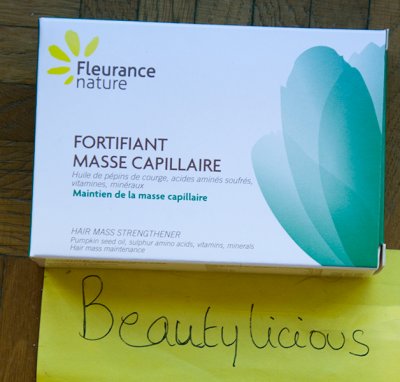 Fleurance
nature
FORTIFIANT
MASSE CAPILLAIRE
Huile de pépins de courge, acides aminés soufrés,
vitamines, minéraux
Maintien de la masse capillaire
HAIR MASS STRENGTHENER
Pumpkin seed oil, sulphur amino acids, vitamins, minerals
Hair mass maintenance
Beautylicious